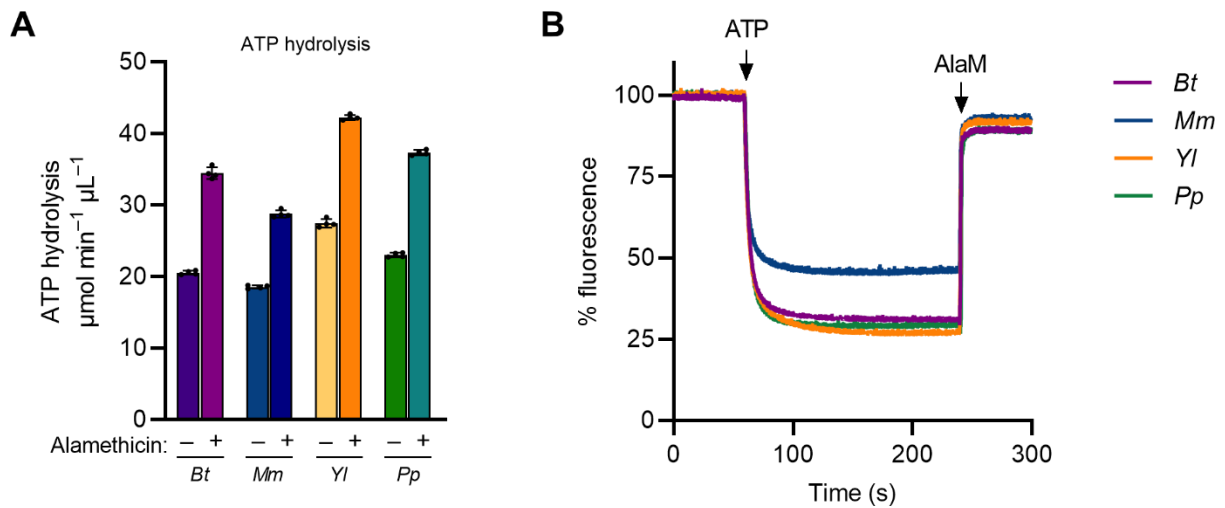 A
ATP hydrolysis
ATP hydrolysis
μmol min⁻¹ μL⁻¹
50
40
30
20
10
0
Alamethicin: – + – + – + – +
Bt Mm Yl Pp
B
ATP
AlaM
% fluorescence
100
75
50
25
0
0 100 200 300
Time (s)
Bt
Mm
Yl
Pp